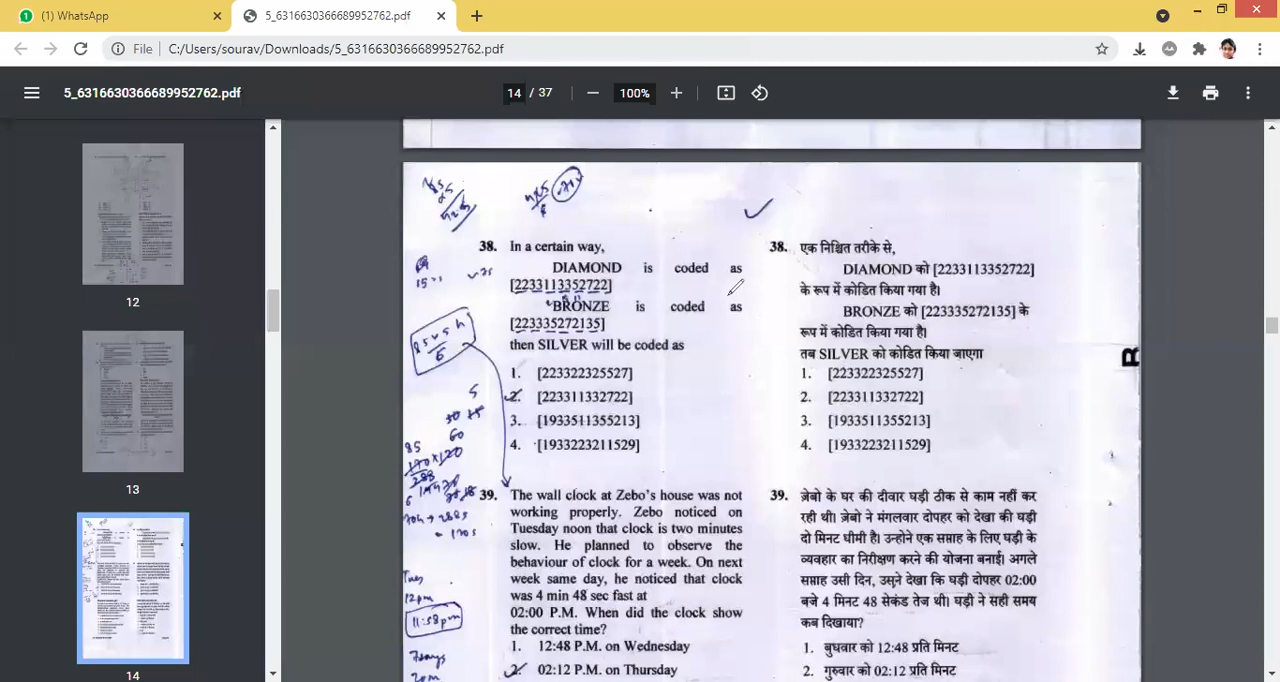 (1) WhatsApp
5_6316630366689952762.pdf
File | C:/Users/sourav/Downloads/5_6316630366689952762.pdf
5_6316630366689952762.pdf
14 / 37
100%
12
13
14
38. In a certain way,
DIAMOND is coded as
[2233113352722]
BRONZE is coded as
[223335272135]
then SILVER will be coded as
1. [223322325527]
2. [223311332722]
3. [1933511355213]
4. [1933223211529]
39. The wall clock at Zebo's house was not
working properly. Zebo noticed on
Tuesday noon that clock is two minutes
slow. He planned to observe the
behaviour of clock for a week. On next
week same day, he noticed that clock
was 4 min 48 sec fast at
02:00 P.M. When did the clock show
the correct time?
1. 12:48 P.M. on Wednesday
2. 02:12 P.M. on Thursday
38. एक निश्चित तरीके से,
DIAMOND को [2233113352722]
के रूप में कोडित किया गया है।
BRONZE को [223335272135] के
रूप में कोडित किया गया है।
तब SILVER को कोडित किया जाएगा
1. [223322325527]
2. [223311332722]
3. [1933511355213]
4. [1933223211529]
39. ज़ेबो के घर की दीवार घड़ी ठीक से काम नहीं कर
रही थी। ज़ेबो ने मंगलवार दोपहर को देखा की घड़ी
दो मिनट धीमी है। उन्होंने एक सप्ताह के लिए घड़ी के
व्यवहार का निरीक्षण करने की योजना बनाई। अगले
सप्ताह उसी दिन, उसने देखा कि घड़ी दोपहर 02:00
बजे 4 मिनट 48 सेकंड तेज थी। घड़ी ने सही समय
कब दिखाया?
1. बुधवार को 12:48 प्रति मिनट
2. गुरुवार को 02:12 प्रति मिनट
R
60
Tues
12pm
11:58pm
7days